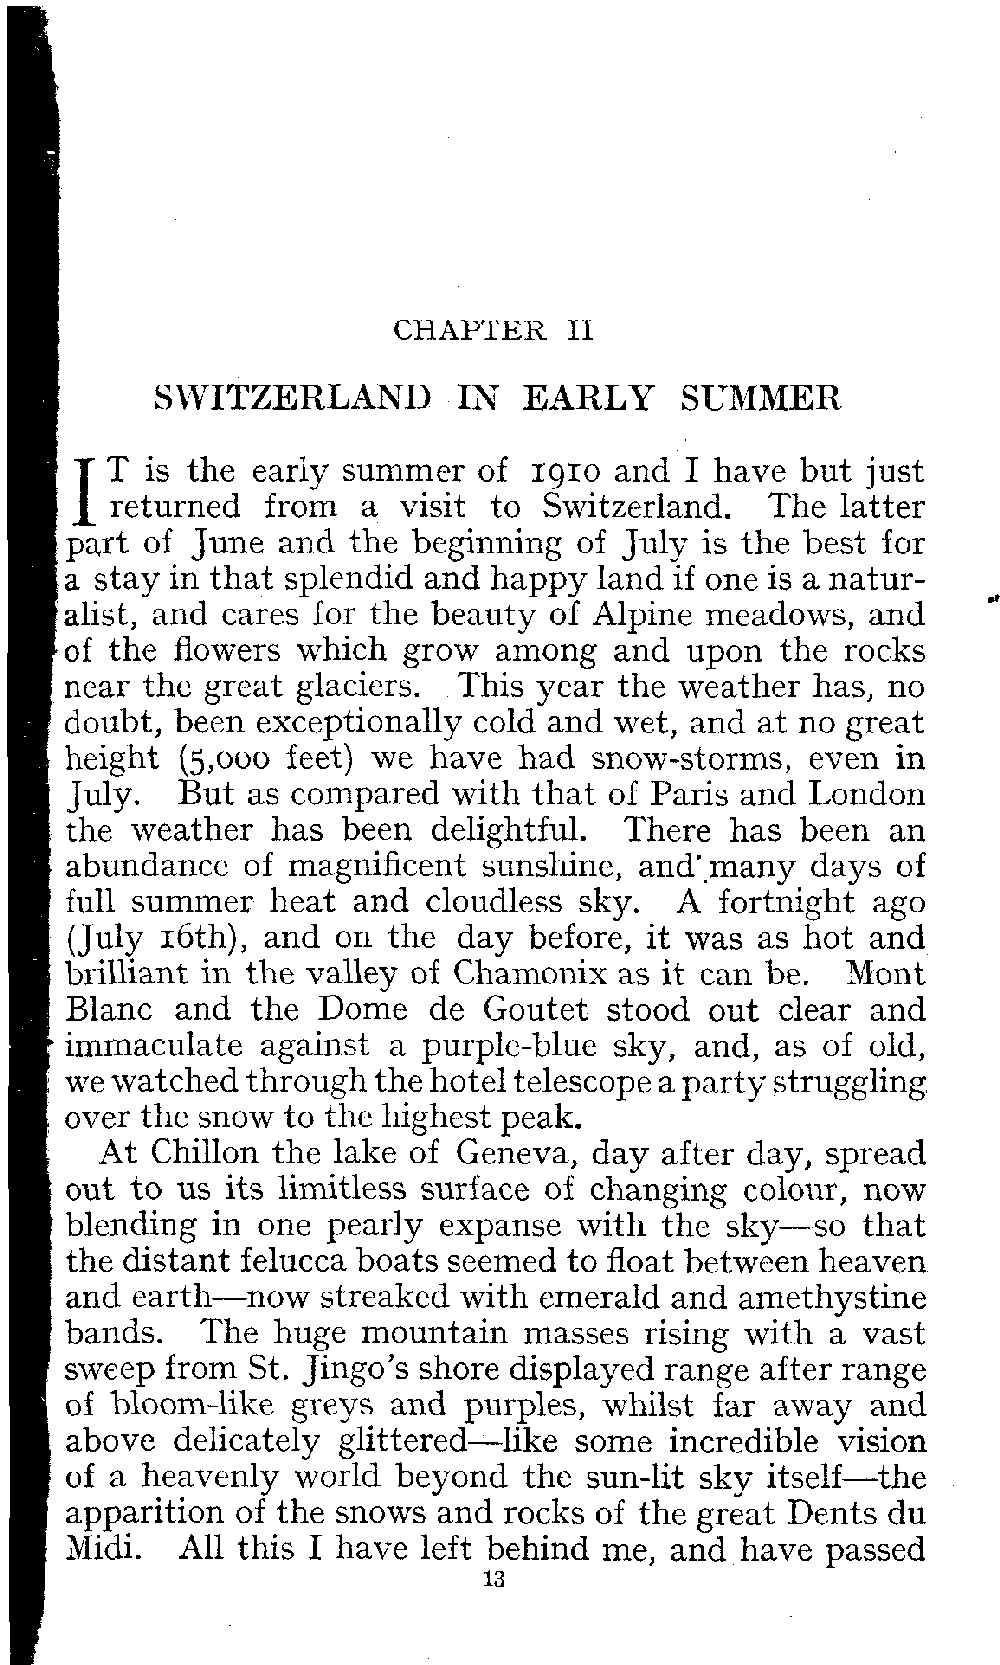 CHAPTER II
SWITZERLAND IN EARLY SUMMER
IT is the early summer of 1910 and I have but just
returned from a visit to Switzerland. The latter
part of June and the beginning of July is the best for
a stay in that splendid and happy land if one is a natur-
alist, and cares for the beauty of Alpine meadows, and
of the flowers which grow among and upon the rocks
near the great glaciers. This year the weather has, no
doubt, been exceptionally cold and wet, and at no great
height (5,000 feet) we have had snow-storms, even in
July. But as compared with that of Paris and London
the weather has been delightful. There has been an
abundance of magnificent sunshine, and many days of
full summer heat and cloudless sky. A fortnight ago
(July 16th), and on the day before, it was as hot and
brilliant in the valley of Chamonix as it can be. Mont
Blanc and the Dome de Goutet stood out clear and
immaculate against a purple-blue sky, and, as of old,
we watched through the hotel telescope a party struggling
over the snow to the highest peak.
At Chillon the lake of Geneva, day after day, spread
out to us its limitless surface of changing colour, now
blending in one pearly expanse with the sky—so that
the distant felucca boats seemed to float between heaven
and earth—now streaked with emerald and amethystine
bands. The huge mountain masses rising with a vast
sweep from St. Jingo's shore displayed range after range
of bloom-like greys and purples, whilst far away and
above delicately glittered—like some incredible vision
of a heavenly world beyond the sun-lit sky itself—the
apparition of the snows and rocks of the great Dents du
Midi. All this I have left behind me, and have passed
13